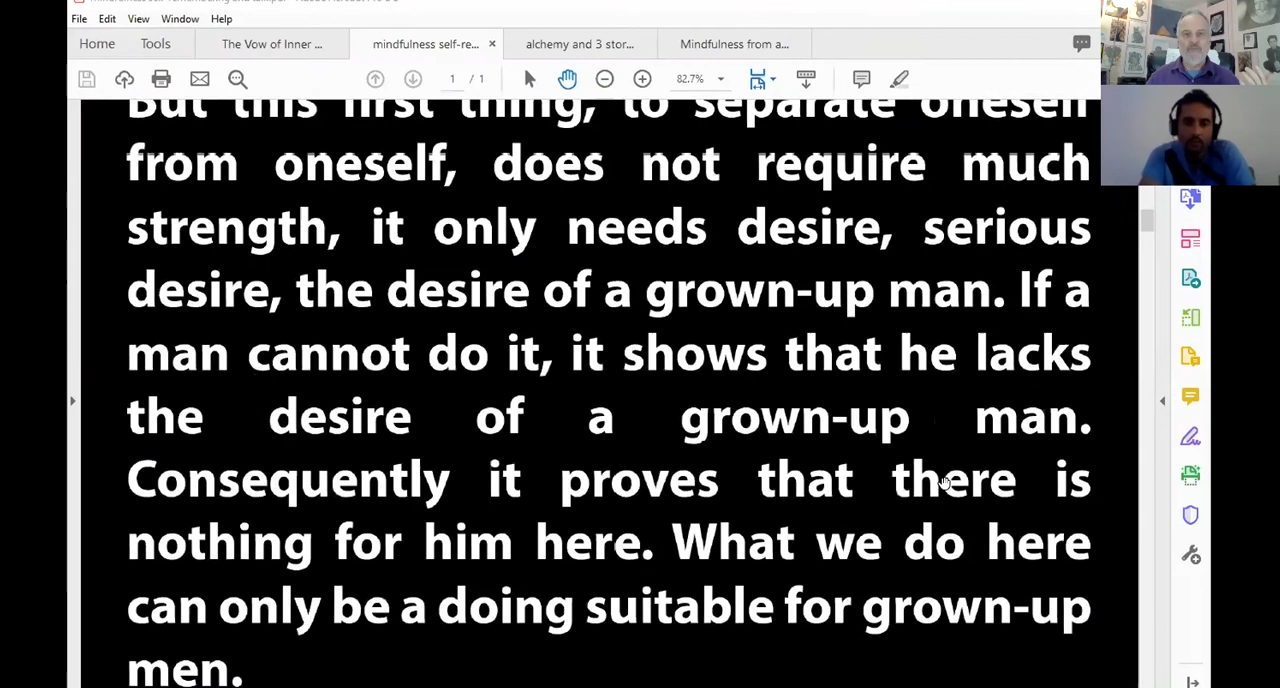 File Edit View Window Help
Home Tools The Vow of Inner ... mindfulness self-re... × alchemy and 3 stor... Mindfulness from a...
1 / 1 82.7%
But this first thing, to separate oneself
from oneself, does not require much
strength, it only needs desire, serious
desire, the desire of a grown-up man. If a
man cannot do it, it shows that he lacks
the desire of a grown-up man.
Consequently it proves that there is
nothing for him here. What we do here
can only be a doing suitable for grown-up
men.